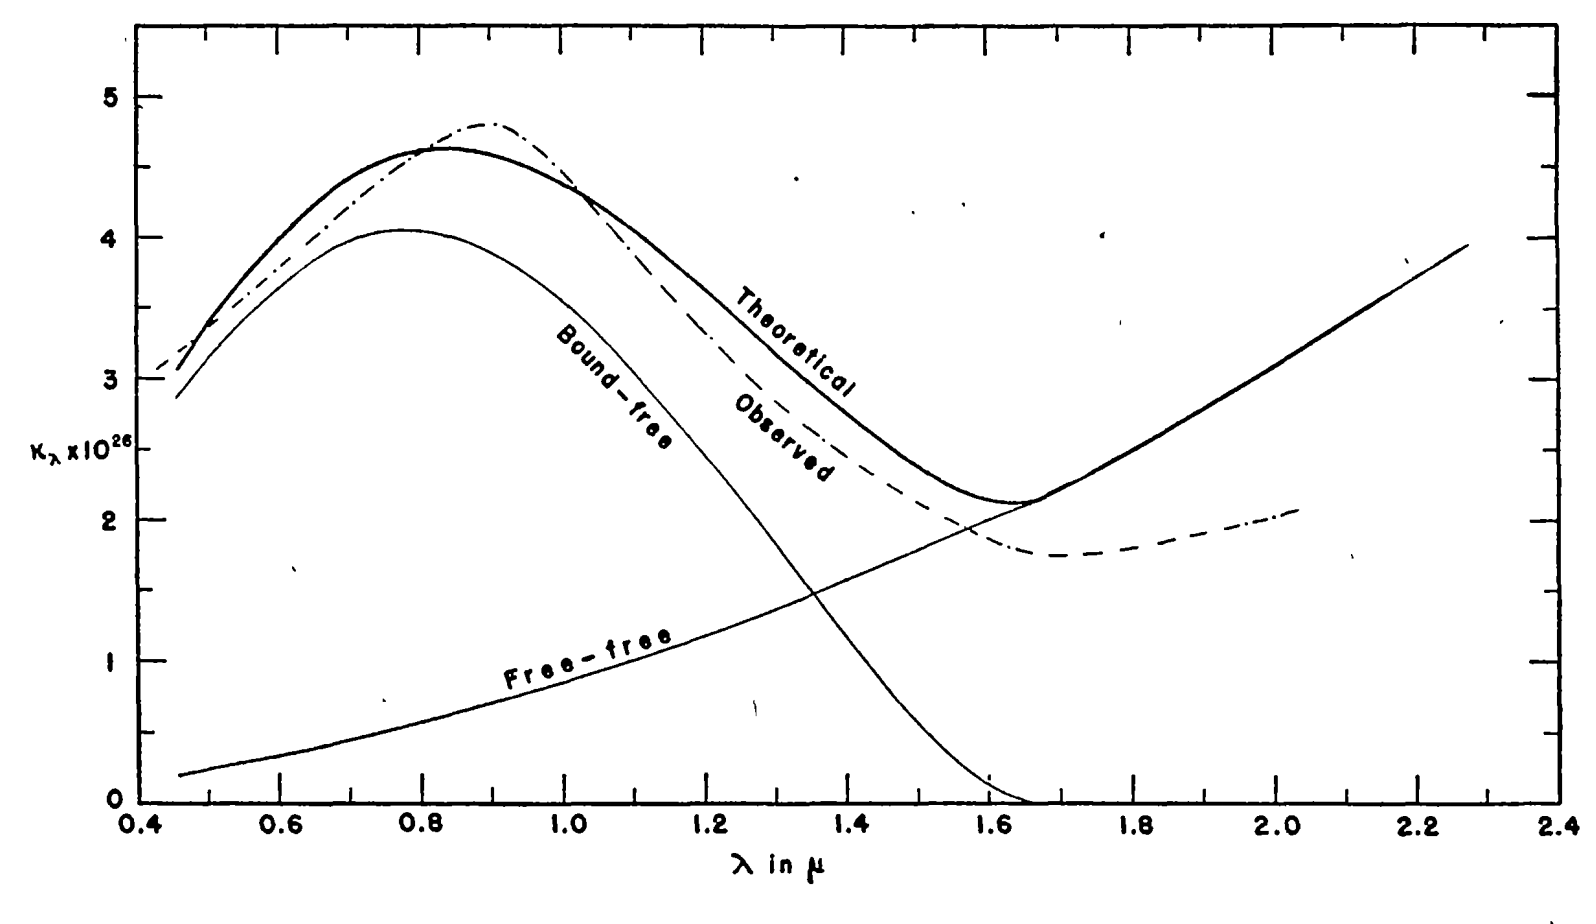 5
4
3
κλ x10²⁶
2
1
0
0.4 0.6 0.8 1.0 1.2 1.4 1.6 1.8 2.0 2.2 2.4
λ in μ
Theoretical
Observed
Bound-free
Free-free